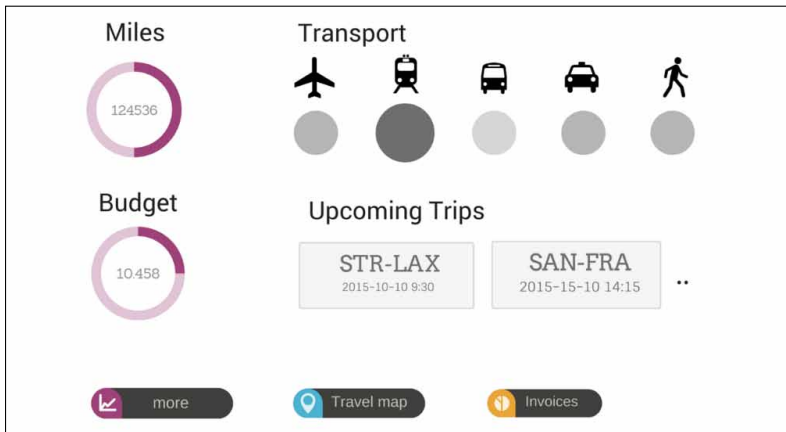 Miles
Transport
124536
Budget
Upcoming Trips
10.458
STR-LAX
2015-10-10 9:30
SAN-FRA
2015-15-10 14:15
..
more
Travel map
Invoices